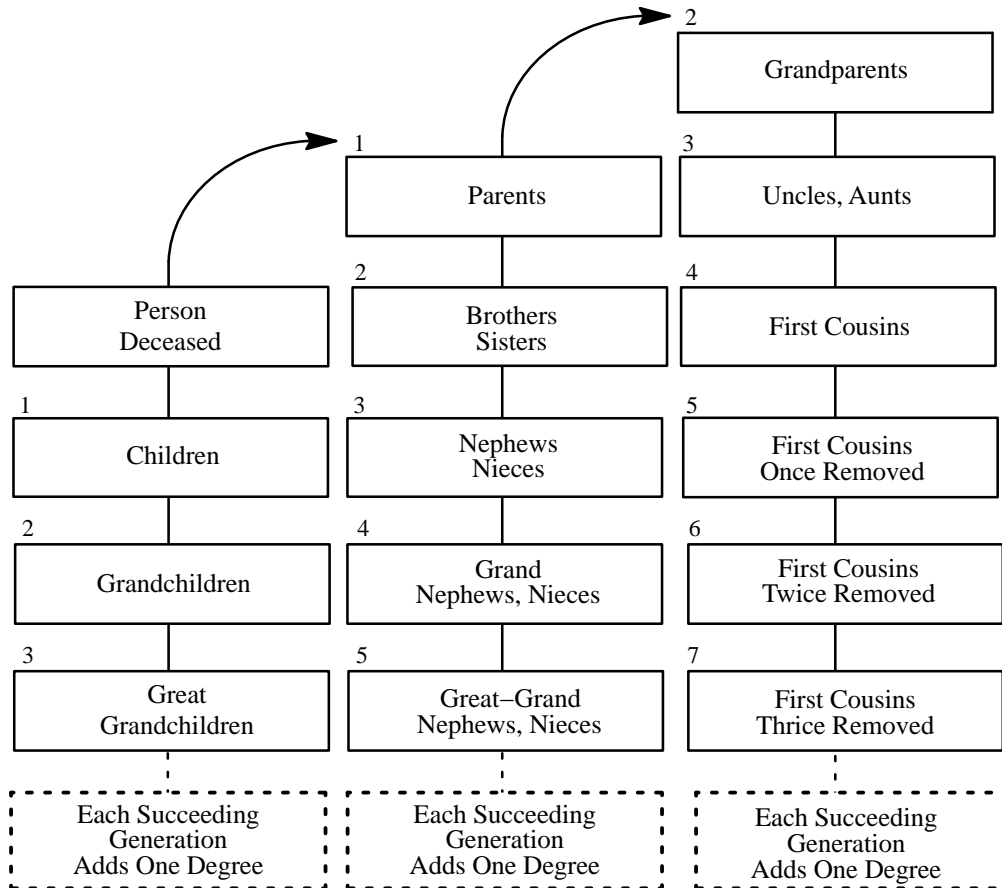 2
Grandparents
1
Parents
3
Uncles, Aunts
Person
Deceased
2
Brothers
Sisters
4
First Cousins
1
Children
3
Nephews
Nieces
5
First Cousins
Once Removed
2
Grandchildren
4
Grand
Nephews, Nieces
6
First Cousins
Twice Removed
3
Great
Grandchildren
5
Great–Grand
Nephews, Nieces
7
First Cousins
Thrice Removed
Each Succeeding
Generation
Adds One Degree
Each Succeeding
Generation
Adds One Degree
Each Succeeding
Generation
Adds One Degree